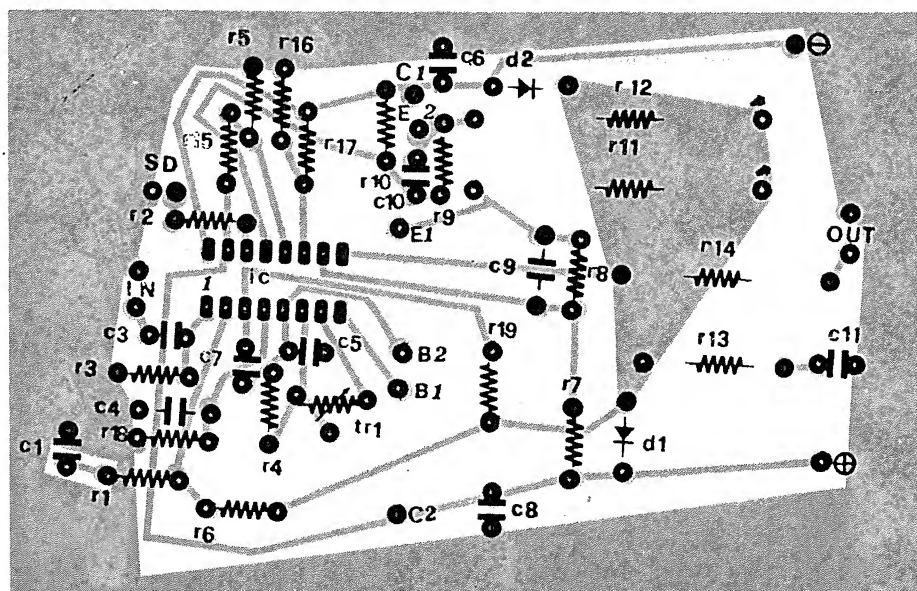 r5
r16
C1
c6
d2
⊖
r12
E2
r15
r17
r11
SD
r10
c10
r9
r2
E1
OUT
ic
c9
r8
r14
1
IN
c3
c7
c5
r19
B2
r13
c11
r3
B1
c4
r18
r4
tr1
r7
d1
c1
r1
⊕
r6
C2
c8